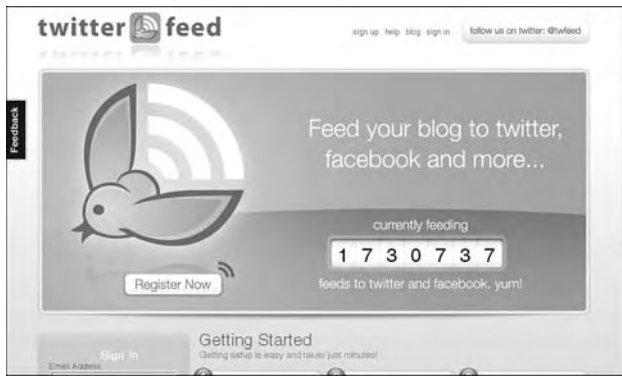 twitter feed
sign up help blog sign in
follow us on twitter: @twfeed
Feedback
Feed your blog to twitter,
facebook and more...
currently feeding
1 7 3 0 7 3 7
feeds to twitter and facebook. yum!
Register Now
Sign In
Email Address
Getting Started
Getting setup is easy and takes just minutes!